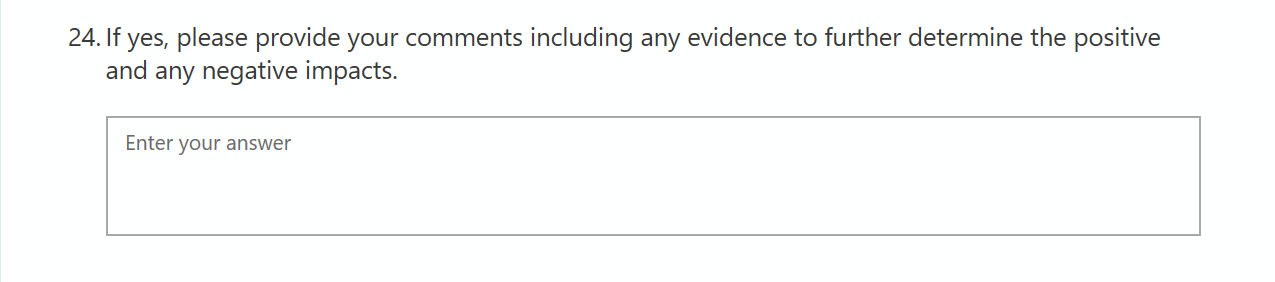 24. If yes, please provide your comments including any evidence to further determine the positive
and any negative impacts.
Enter your answer